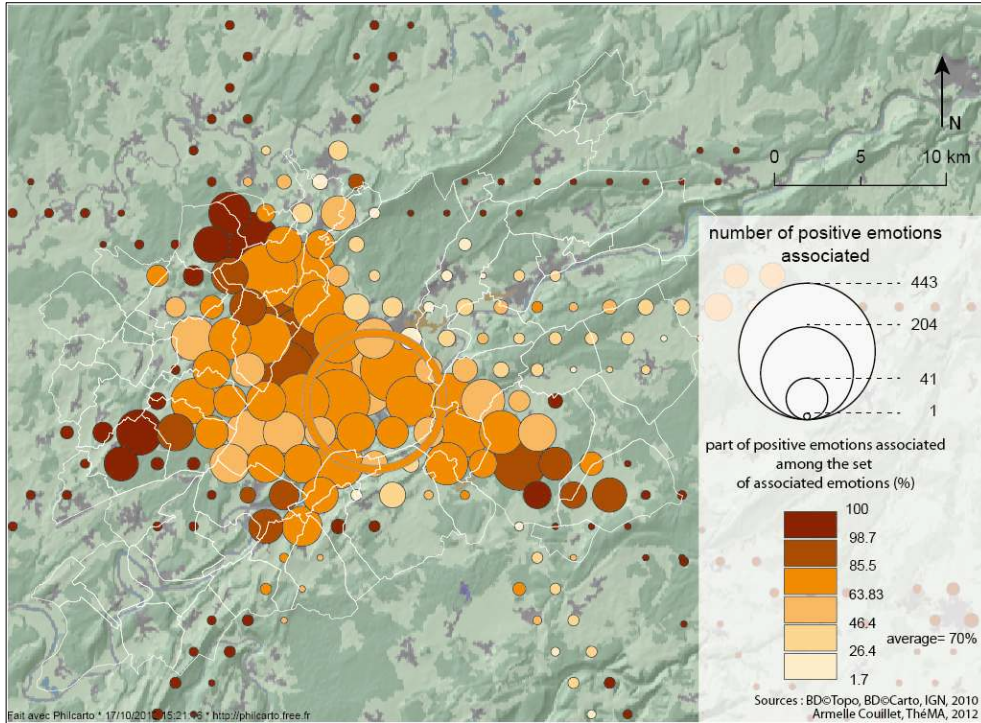 N
0 5 10 km
number of positive emotions
associated
443
204
41
1
part of positive emotions associated
among the set
of associated emotions (%)
100
98.7
85.5
63.83
46.4
26.4
1.7
average= 70%
Sources : BD©Topo, BD©Carto, IGN, 2010
Armelle Couillet, ThéMA, 2012
Fait avec Philcarto * 17/10/2012 15:21: * http://philcarto.free.fr